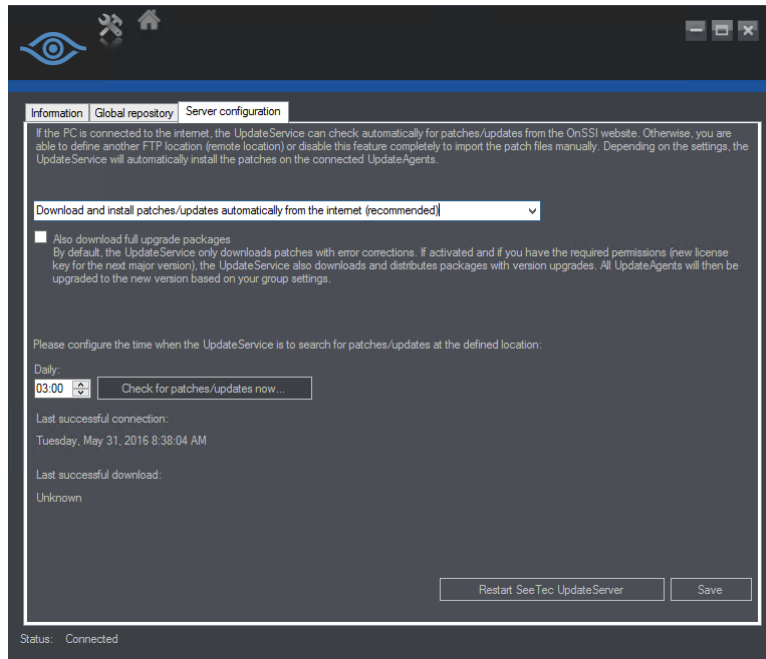 Information
Global repository
Server configuration
If the PC is connected to the internet, the UpdateService can check automatically for patches/updates from the OnSSI website. Otherwise, you are
able to define another FTP location (remote location) or disable this feature completely to import the patch files manually. Depending on the settings, the
UpdateService will automatically install the patches on the connected UpdateAgents.
Download and install patches/updates automatically from the internet (recommended)
Also download full upgrade packages
By default, the UpdateService only downloads patches with error corrections. If activated and if you have the required permissions (new license
key for the next major version), the UpdateService also downloads and distributes packages with version upgrades. All UpdateAgents will then be
upgraded to the new version based on your group settings.
Please configure the time when the UpdateService is to search for patches/updates at the defined location:
Daily:
03:00
Check for patches/updates now...
Last successful connection:
Tuesday, May 31, 2016 8:38:04 AM
Last successful download:
Unknown
Restart SeeTec UpdateServer
Save
Status: Connected